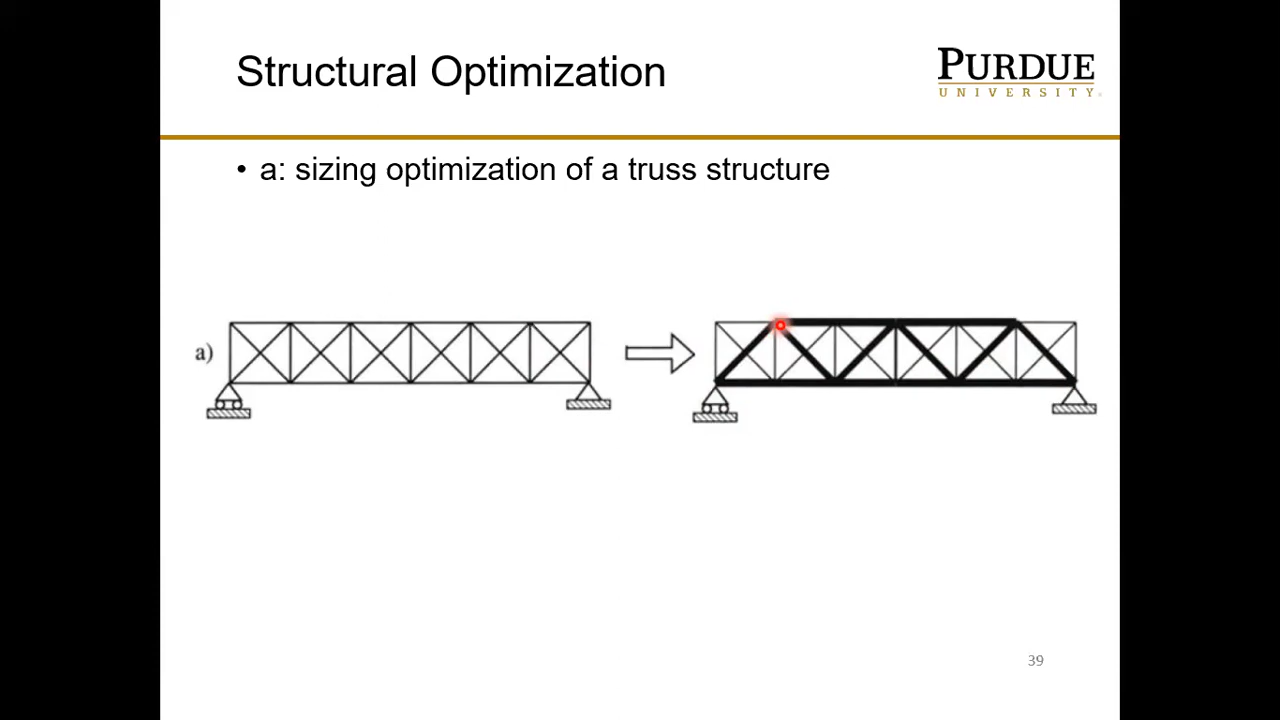 Structural Optimization
PURDUE
UNIVERSITY
• a: sizing optimization of a truss structure
a)
39